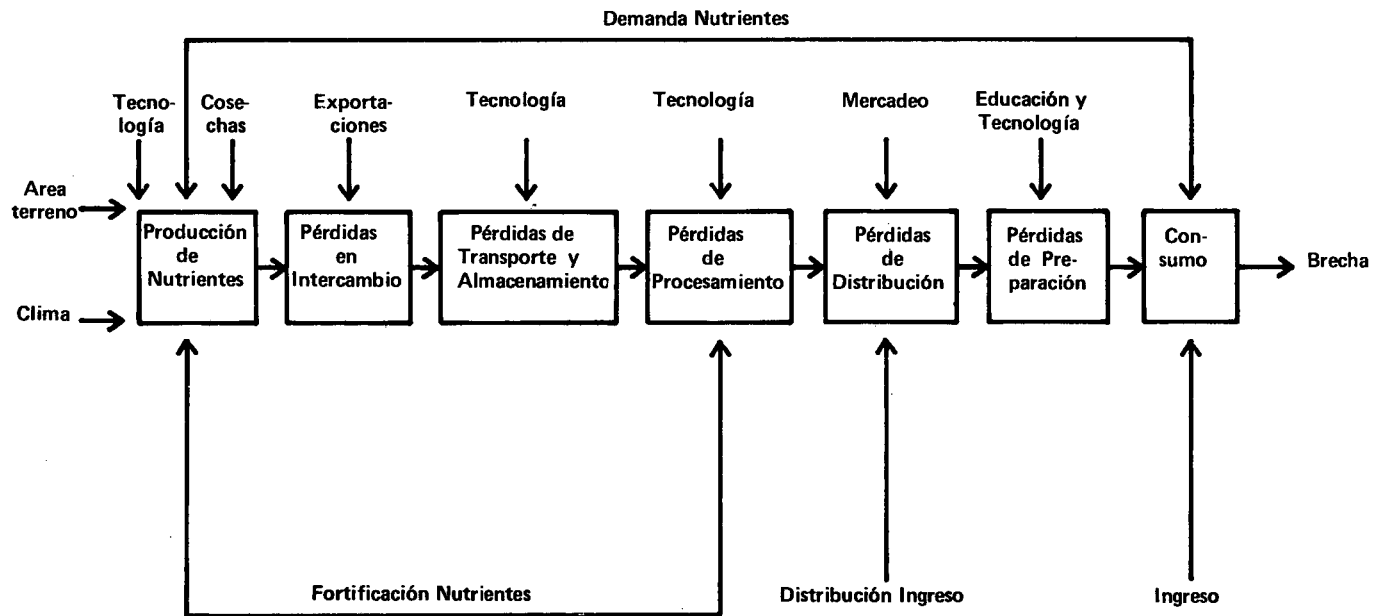 Demanda Nutrientes
Tecno-
logía
Cose-
chas
Exporta-
ciones
Tecnología
Tecnología
Mercadeo
Educación y
Tecnología
Area
terreno
Clima
Producción
de
Nutrientes
Pérdidas
en
Intercambio
Pérdidas de
Transporte y
Almacenamiento
Pérdidas
de
Procesamiento
Pérdidas
de
Distribución
Pérdidas
de Pre-
paración
Con-
sumo
Brecha
Fortificación Nutrientes
Distribución Ingreso
Ingreso